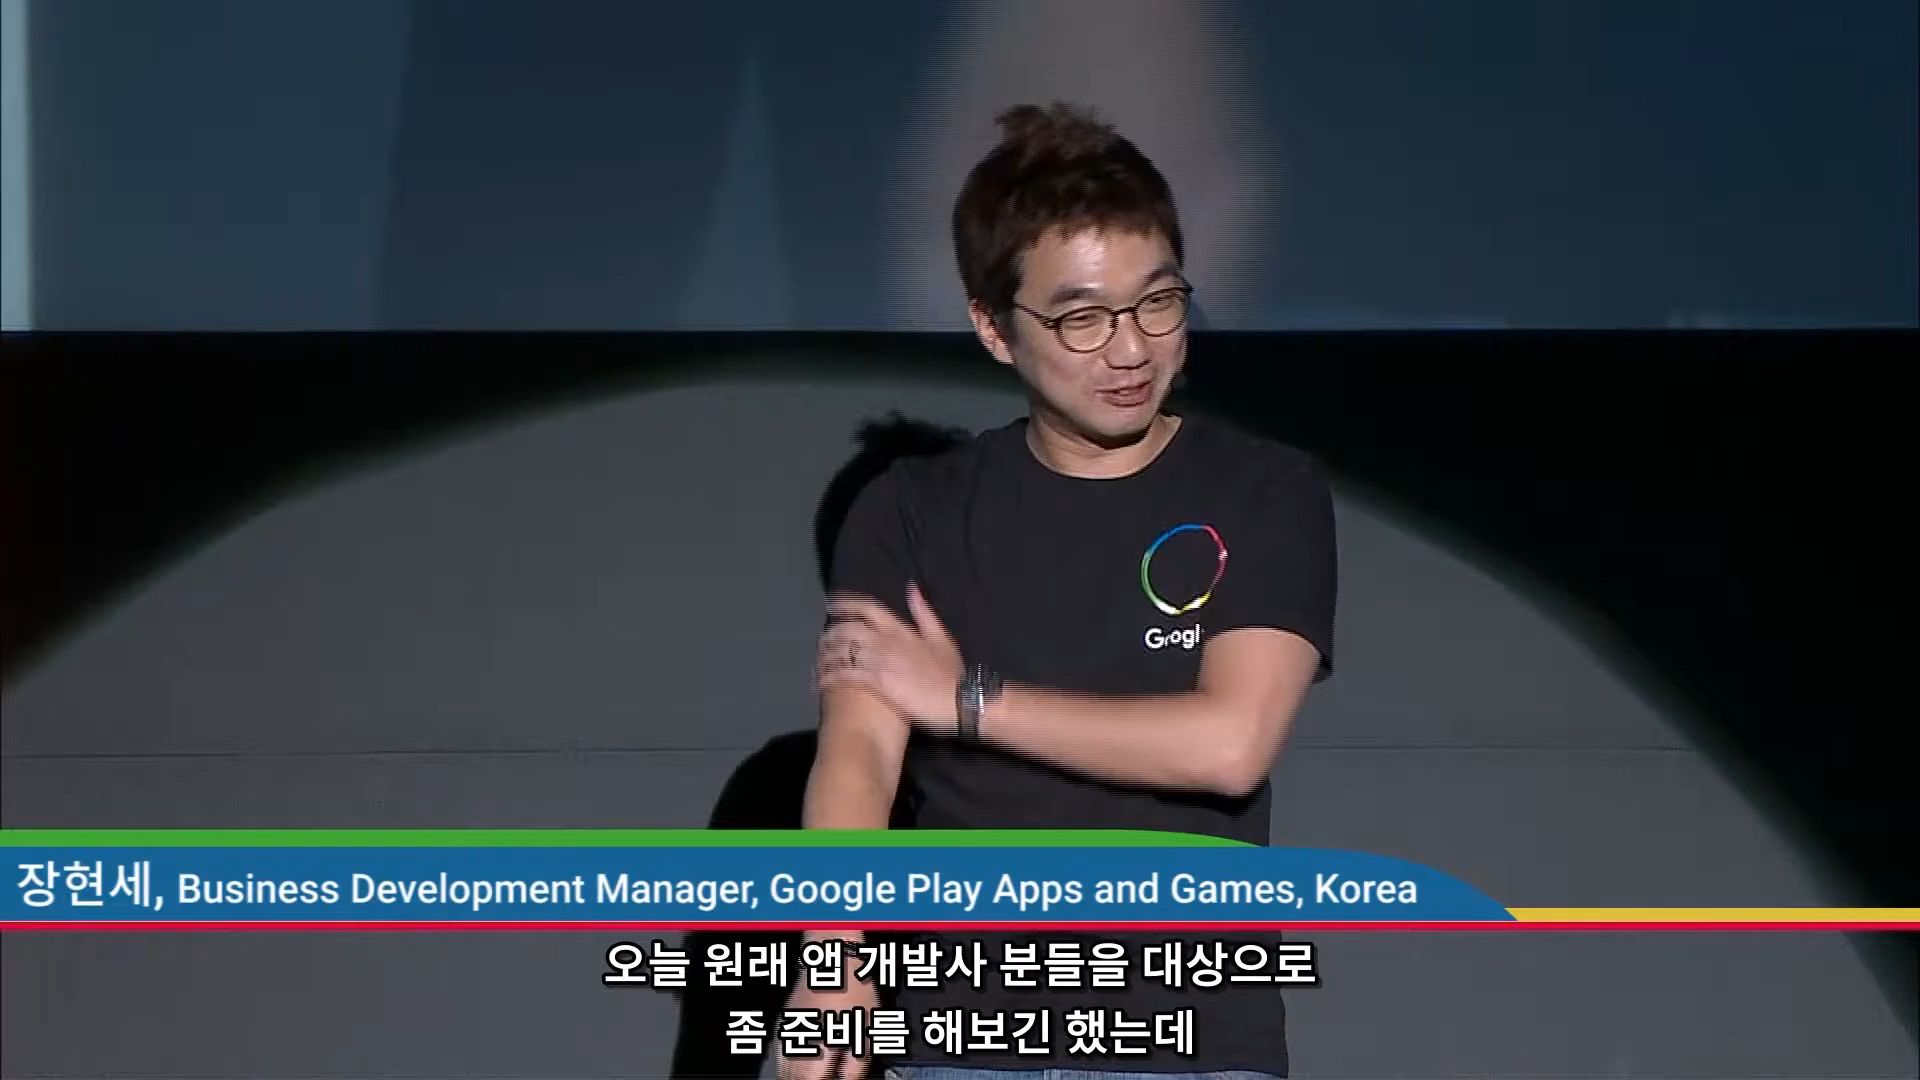 Googl
장현세, Business Development Manager, Google Play Apps and Games, Korea
오늘 원래 앱 개발사 분들을 대상으로
좀 준비를 해보긴 했는데